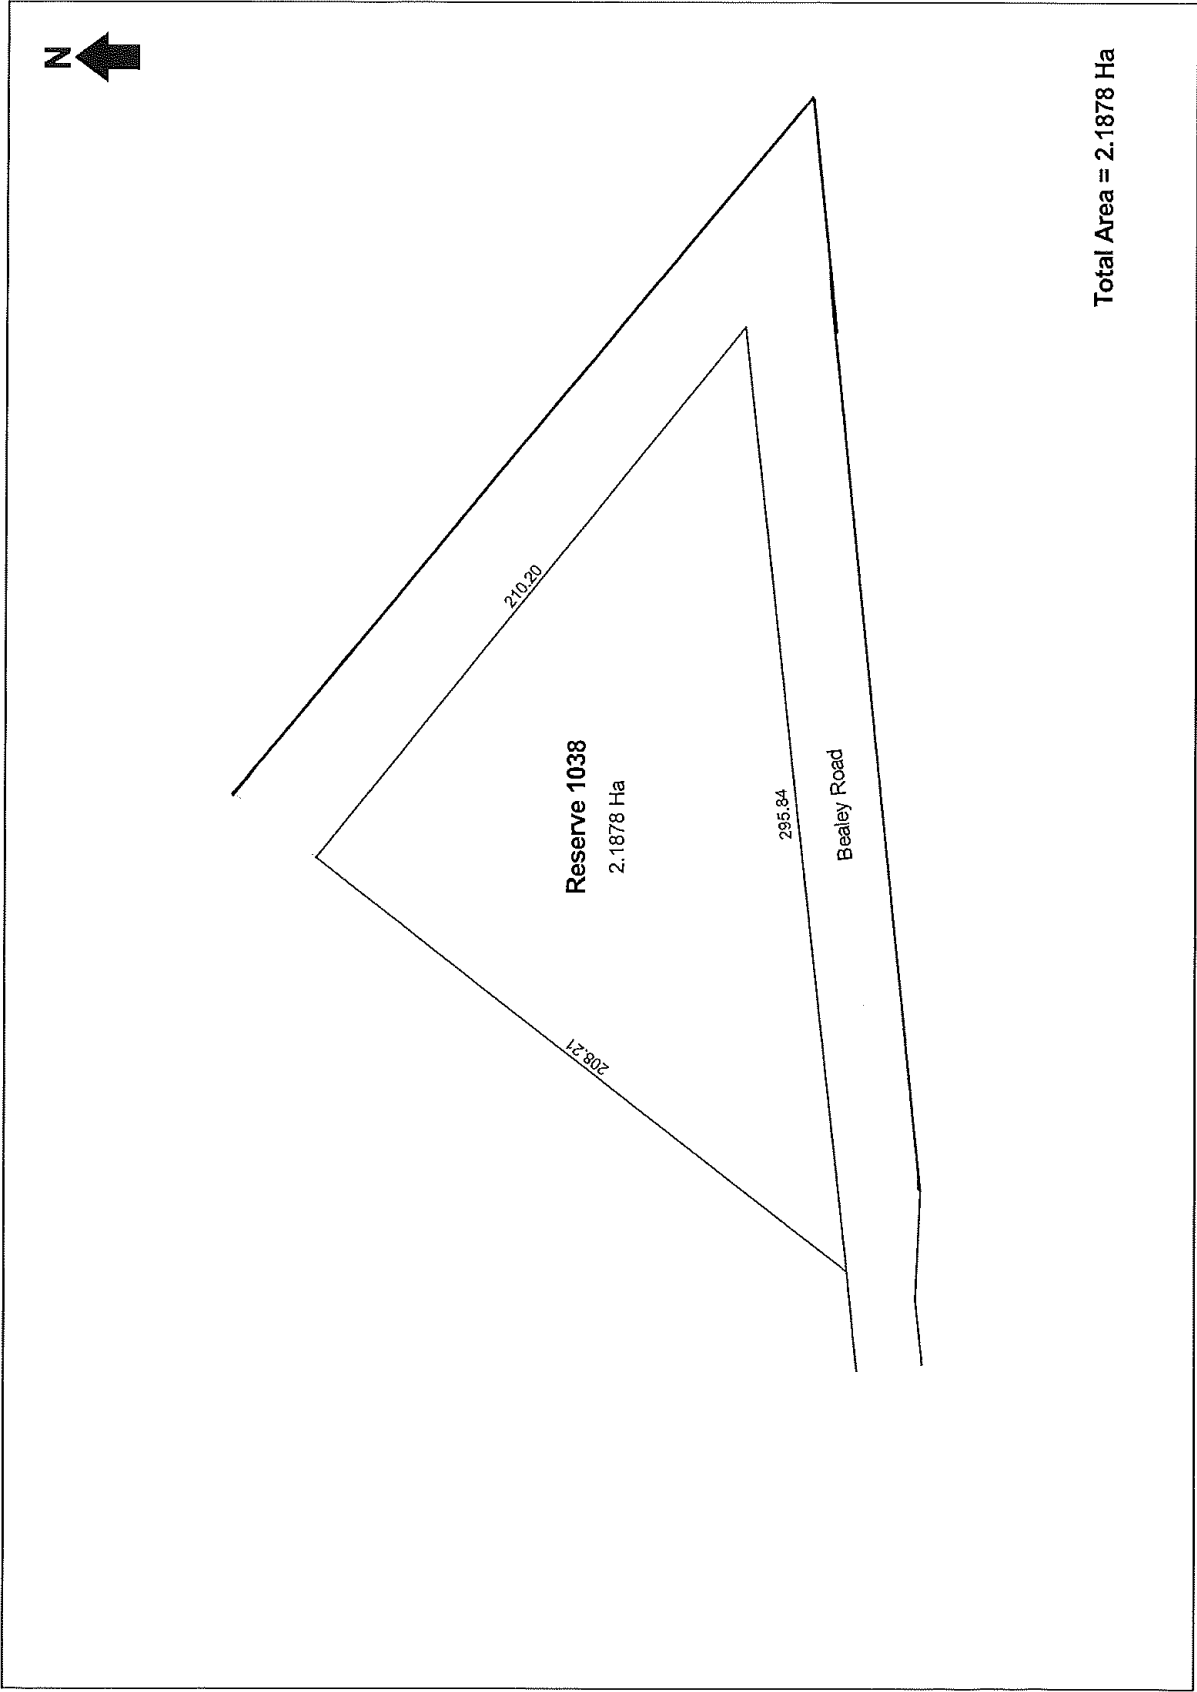 N
210.20
208.21
Reserve 1038
2.1878 Ha
295.84
Bealey Road
Total Area = 2.1878 Ha